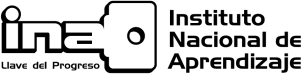 ina
Llave del Progreso
Instituto
Nacional de
Aprendizaje